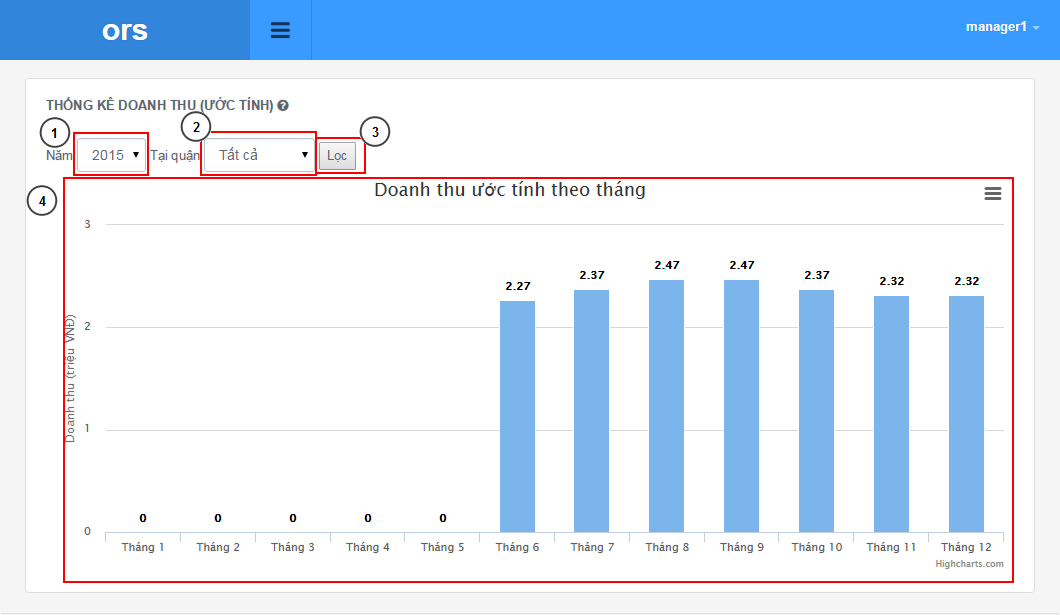 ors
manager1
THỐNG KÊ DOANH THU (ƯỚC TÍNH)
1
2
3
Năm 2015 Tại quận Tất cả Lọc
4
Doanh thu ước tính theo tháng
Doanh thu (triệu VNĐ)
3
2
1
0
0 0 0 0 0 2.27 2.37 2.47 2.47 2.37 2.32 2.32
Tháng 1 Tháng 2 Tháng 3 Tháng 4 Tháng 5 Tháng 6 Tháng 7 Tháng 8 Tháng 9 Tháng 10 Tháng 11 Tháng 12
Highcharts.com